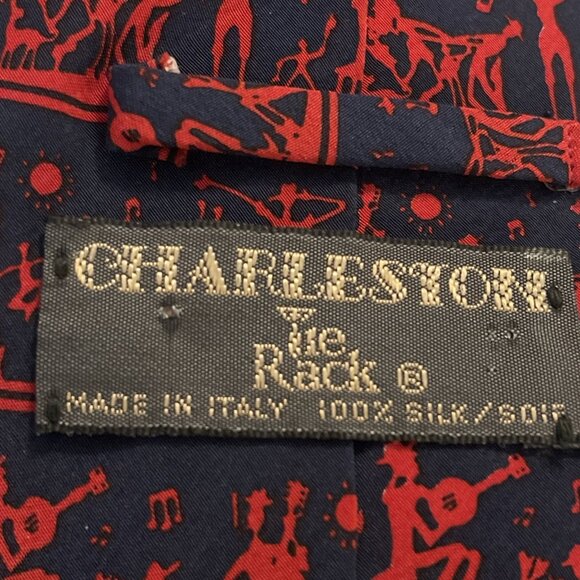 CHARLESTON
Tie
Rack ®
MADE IN ITALY 100% SILK/SOIE